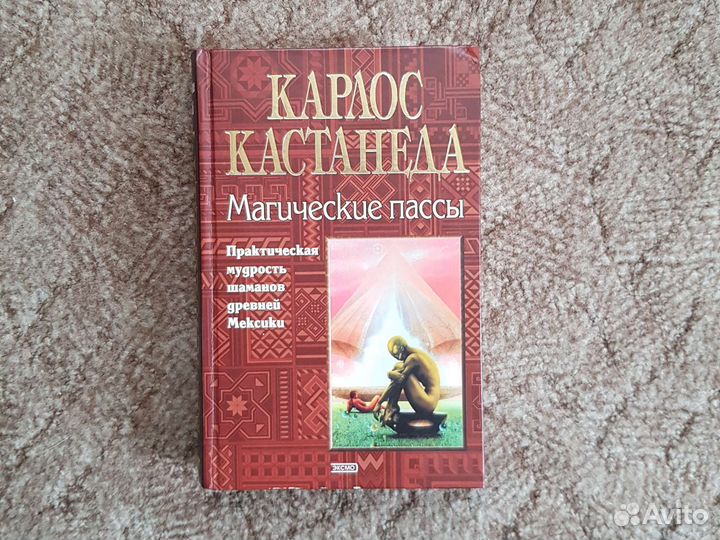 КАРЛОС
КАСТАНЕДА
Магические пассы
Практическая
мудрость
шаманов
древней
Мексики
ЭКСМО
Avito